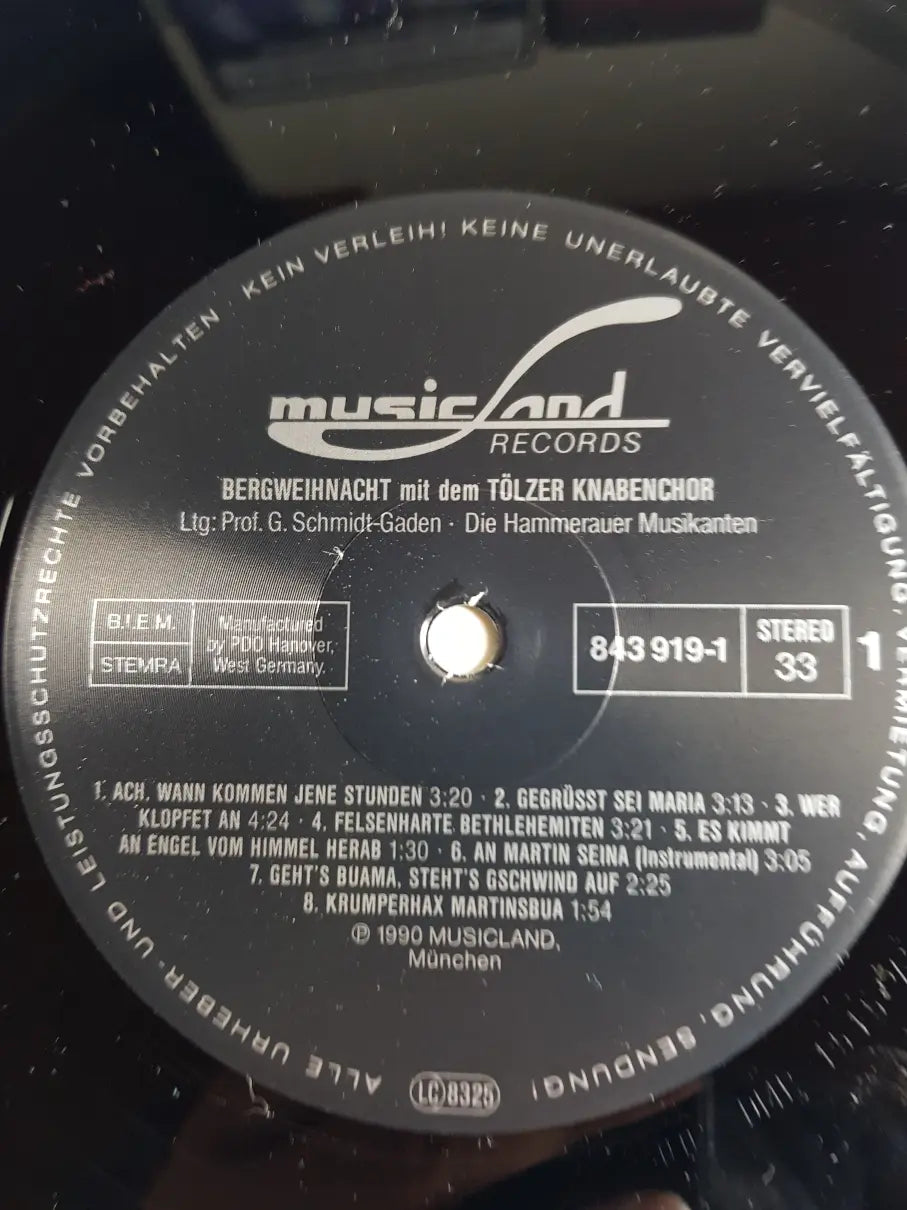 ALLE URHEBER- UND LEISTUNGSSCHUTZRECHTE VORBEHALTEN · KEIN VERLEIH! KEINE UNERLAUBTE VERVIELFÄLTIGUNG, VERMIETUNG, AUFFÜHRUNG, SENDUNG!
musicland
RECORDS
BERGWEIHNACHT mit dem TÖLZER KNABENCHOR
Ltg: Prof. G. Schmidt-Gaden · Die Hammerauer Musikanten
B.I.E.M.
STEMRA
Manufactured
by PDO Hanover,
West Germany.
843 919-1
STEREO
33
1
1. ACH, WANN KOMMEN JENE STUNDEN 3:20 · 2. GEGRÜSST SEI MARIA 3:13 · 3. WER
KLOPFET AN 4:24 · 4. FELSENHARTE BETHLEHEMITEN 3:21 · 5. ES KIMMT
AN ENGEL VOM HIMMEL HERAB 1:30 · 6. AN MARTIN SEINA (Instrumental) 3:05
7. GEHT'S BUAMA, STEHT'S GSCHWIND AUF 2:25
8. KRUMPERHAX MARTINSBUA 1:54
℗ 1990 MUSICLAND,
München
LC 8325